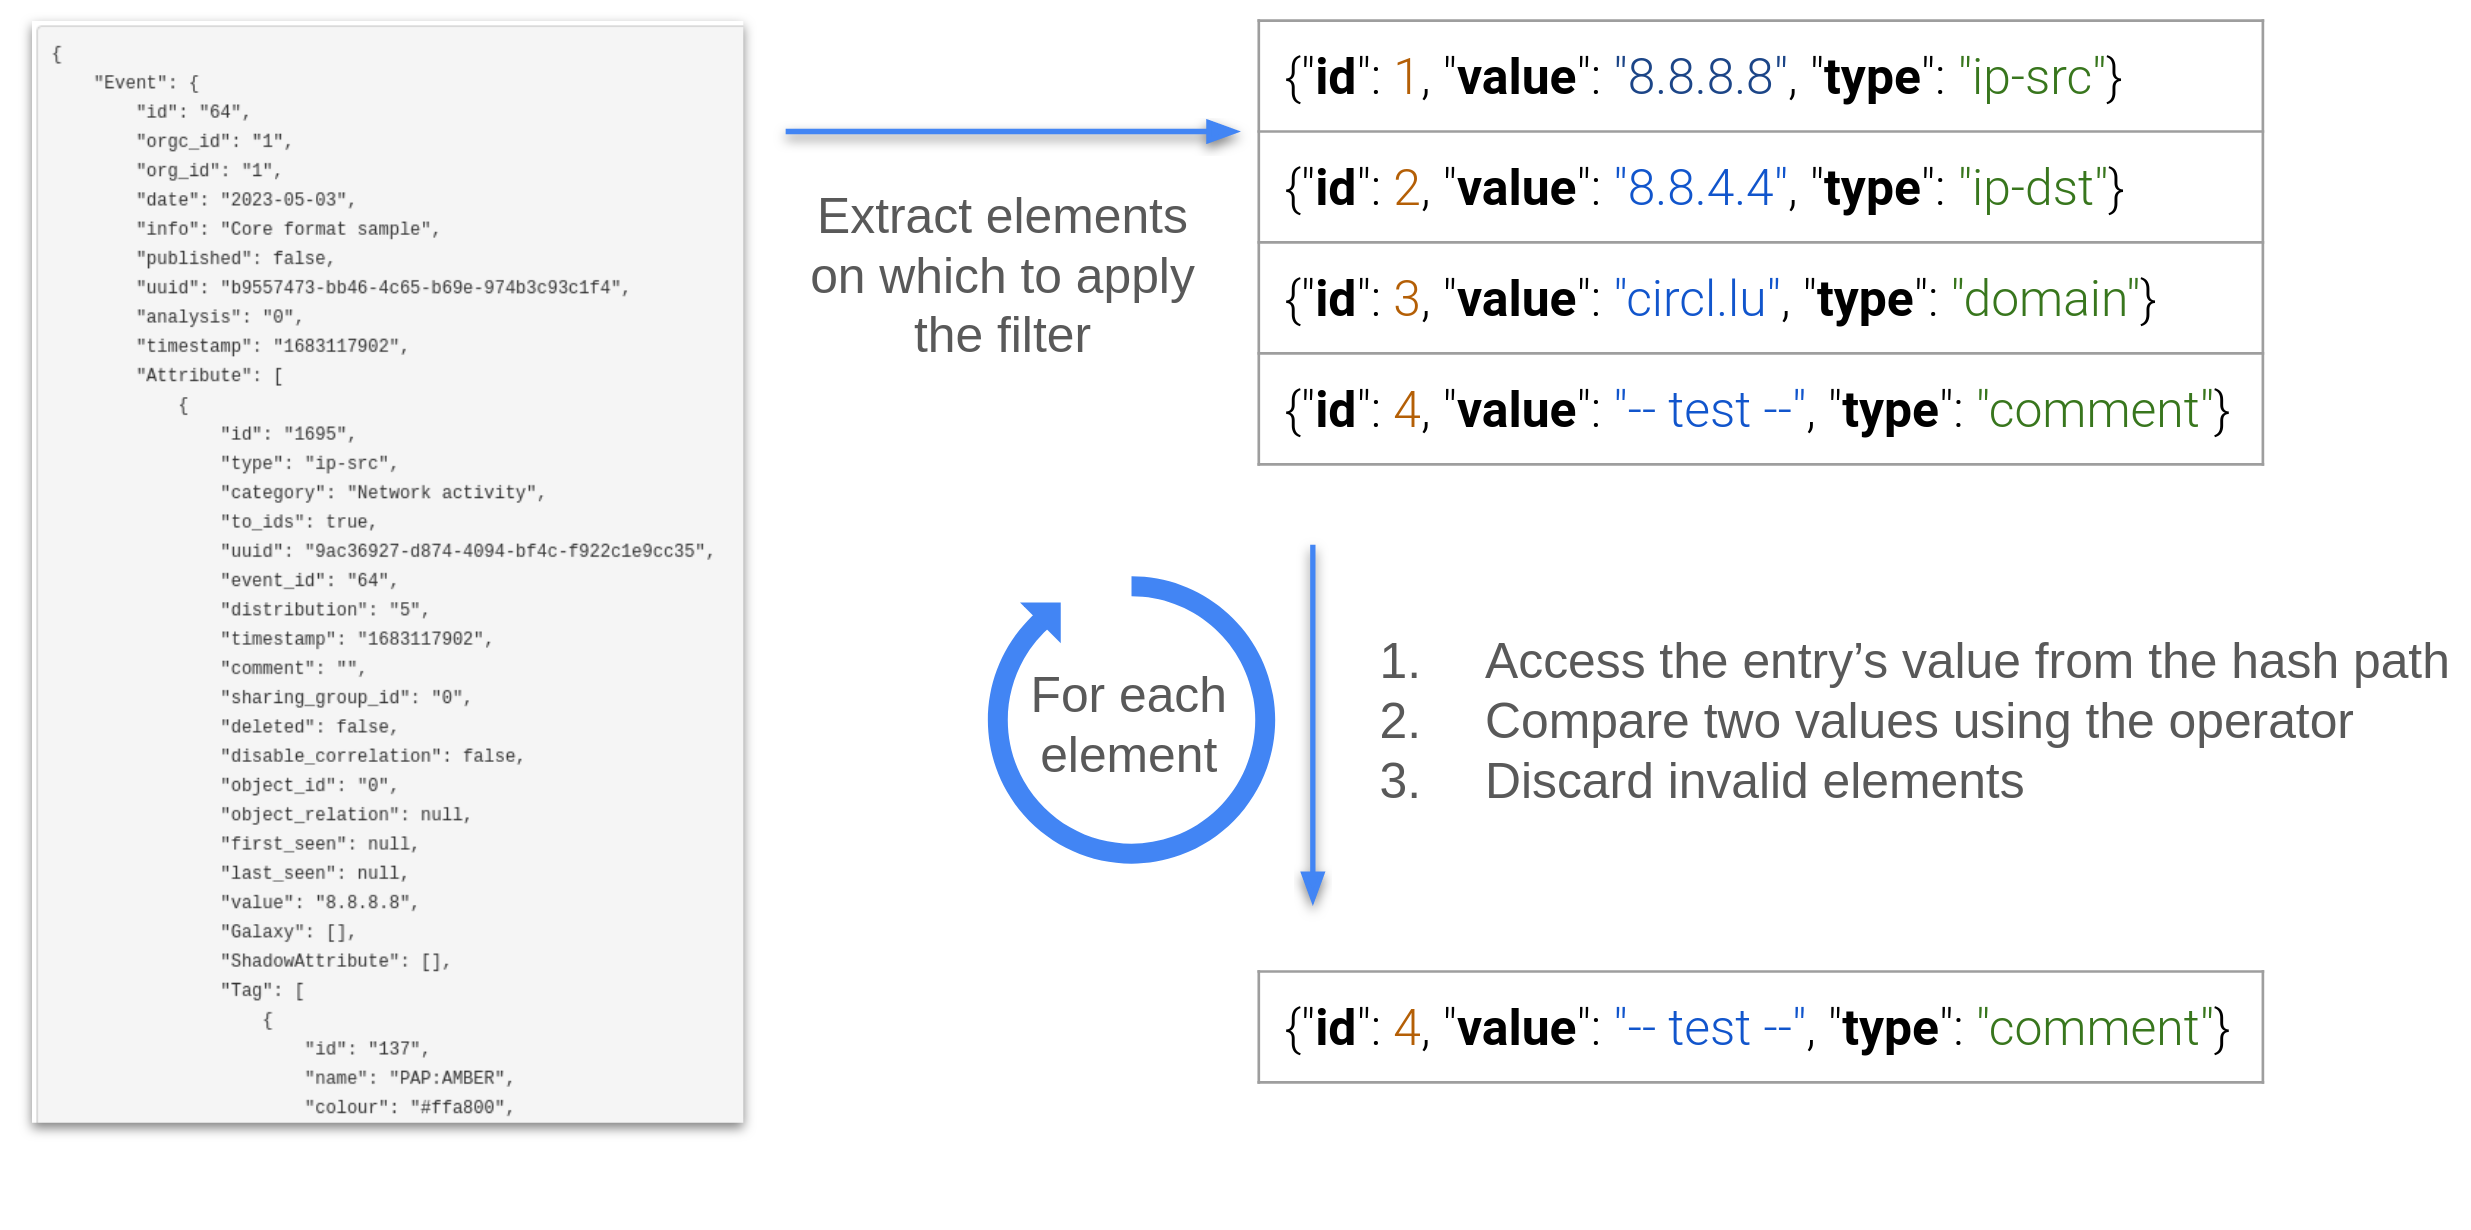 {
"Event": {
"id": "64",
"orgc_id": "1",
"org_id": "1",
"date": "2023-05-03",
"info": "Core format sample",
"published": false,
"uuid": "b9557473-bb46-4c65-b69e-974b3c93c1f4",
"analysis": "0",
"timestamp": "1683117902",
"Attribute": [
{
"id": "1695",
"type": "ip-src",
"category": "Network activity",
"to_ids": true,
"uuid": "9ac36927-d874-4094-bf4c-f922c1e9cc35",
"event_id": "64",
"distribution": "5",
"timestamp": "1683117902",
"comment": "",
"sharing_group_id": "0",
"deleted": false,
"disable_correlation": false,
"object_id": "0",
"object_relation": null,
"first_seen": null,
"last_seen": null,
"value": "8.8.8.8",
"Galaxy": [],
"ShadowAttribute": [],
"Tag": [
{
"id": "137",
"name": "PAP:AMBER",
"colour": "#ffa800",
Extract elements
on which to apply
the filter
{"id": 1, "value": "8.8.8.8", "type": "ip-src"}
{"id": 2, "value": "8.8.4.4", "type": "ip-dst"}
{"id": 3, "value": "circl.lu", "type": "domain"}
{"id": 4, "value": "-- test --", "type": "comment"}
For each
element
1. Access the entry’s value from the hash path
2. Compare two values using the operator
3. Discard invalid elements
{"id": 4, "value": "-- test --", "type": "comment"}